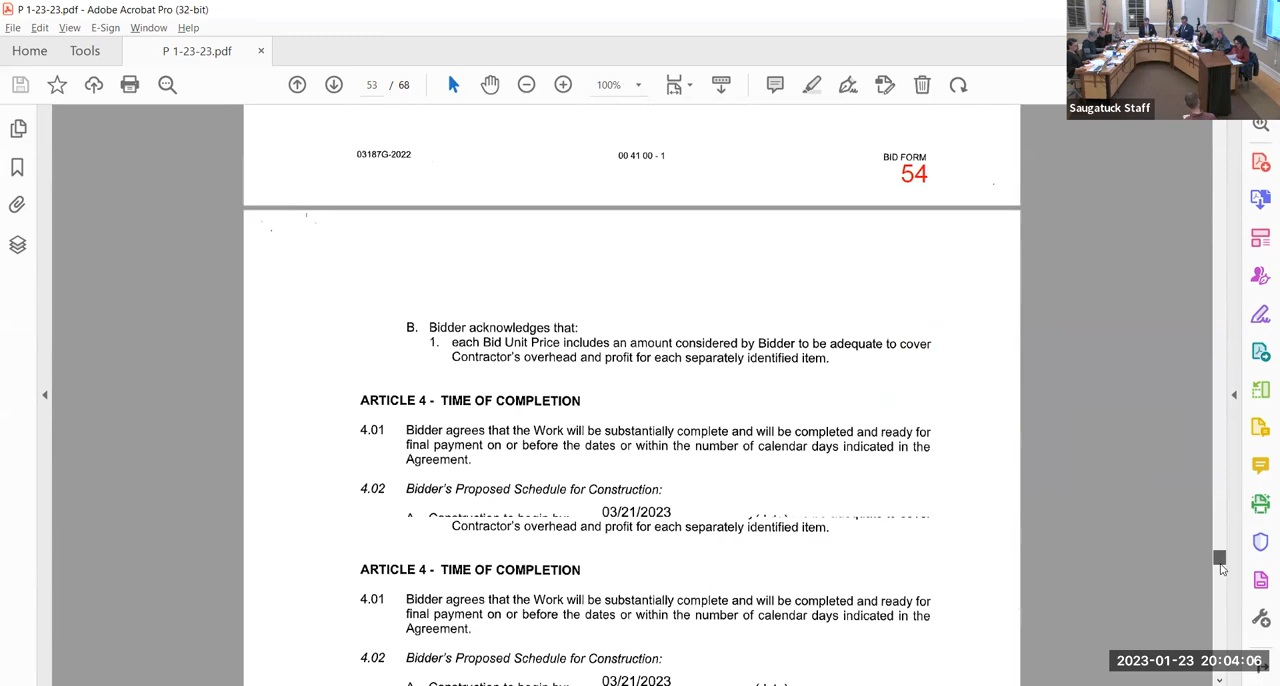 P 1-23-23.pdf - Adobe Acrobat Pro (32-bit)
File Edit View E-Sign Window Help
Home Tools P 1-23-23.pdf ×
53 / 68 100%
Saugatuck Staff
03187G-2022 00 41 00 - 1 BID FORM
54
B. Bidder acknowledges that:
1. each Bid Unit Price includes an amount considered by Bidder to be adequate to cover
Contractor's overhead and profit for each separately identified item.
ARTICLE 4 - TIME OF COMPLETION
4.01 Bidder agrees that the Work will be substantially complete and will be completed and ready for
final payment on or before the dates or within the number of calendar days indicated in the
Agreement.
4.02 Bidder's Proposed Schedule for Construction:
03/21/2023
Contractor's overhead and profit for each separately identified item.
ARTICLE 4 - TIME OF COMPLETION
4.01 Bidder agrees that the Work will be substantially complete and will be completed and ready for
final payment on or before the dates or within the number of calendar days indicated in the
Agreement.
4.02 Bidder's Proposed Schedule for Construction:
03/21/2023
2023-01-23 20:04:06